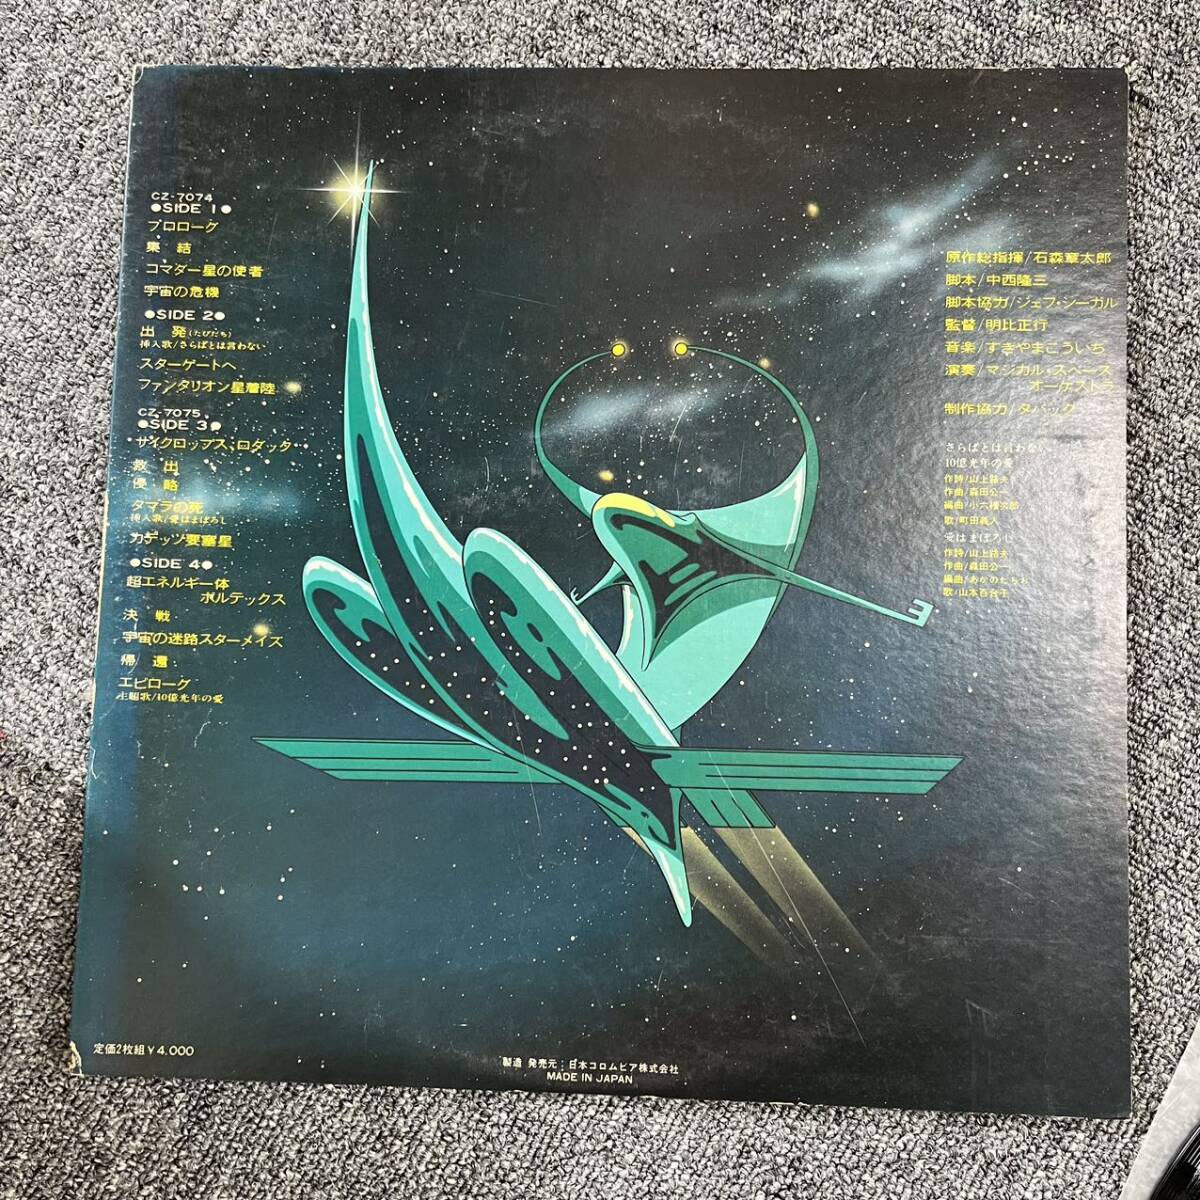 CZ-7074
●SIDE 1●
プロローグ
集結
コマダー星の使者
宇宙の危機
●SIDE 2●
出発(たびだち)
挿入歌/さらばとは言わない
スターゲートへ
ファンタリオン星着陸
CZ-7075
●SIDE 3●
サイクロップス、ロダッタ
救出
侵略
タマラの死
挿入歌/愛はまぼろし
カデッツ要塞星
●SIDE 4●
超エネルギー体
ボルテックス
決戦
宇宙の迷路スターメイズ
帰還
エピローグ
主題歌/10億光年の愛
原作総指揮/石森章太郎
脚本/中西隆三
脚本協力/ジェフ・シーガル
監督/明比正行
音楽/すぎやまこういち
演奏 マジカル・スペース
オーケストラ
制作協力/タバック
さらばとは言わない
10億光年の愛
作詩/山上路夫
作曲/森田公一
編曲/小六禮次郎
歌/町田義人
愛はまぼろし
作詩/山上路夫
作曲/森田公一
編曲/あかのたちお
歌/山本百合子
定価2枚組¥4,000
製造 発売元:日本コロムビア株式会社
MADE IN JAPAN